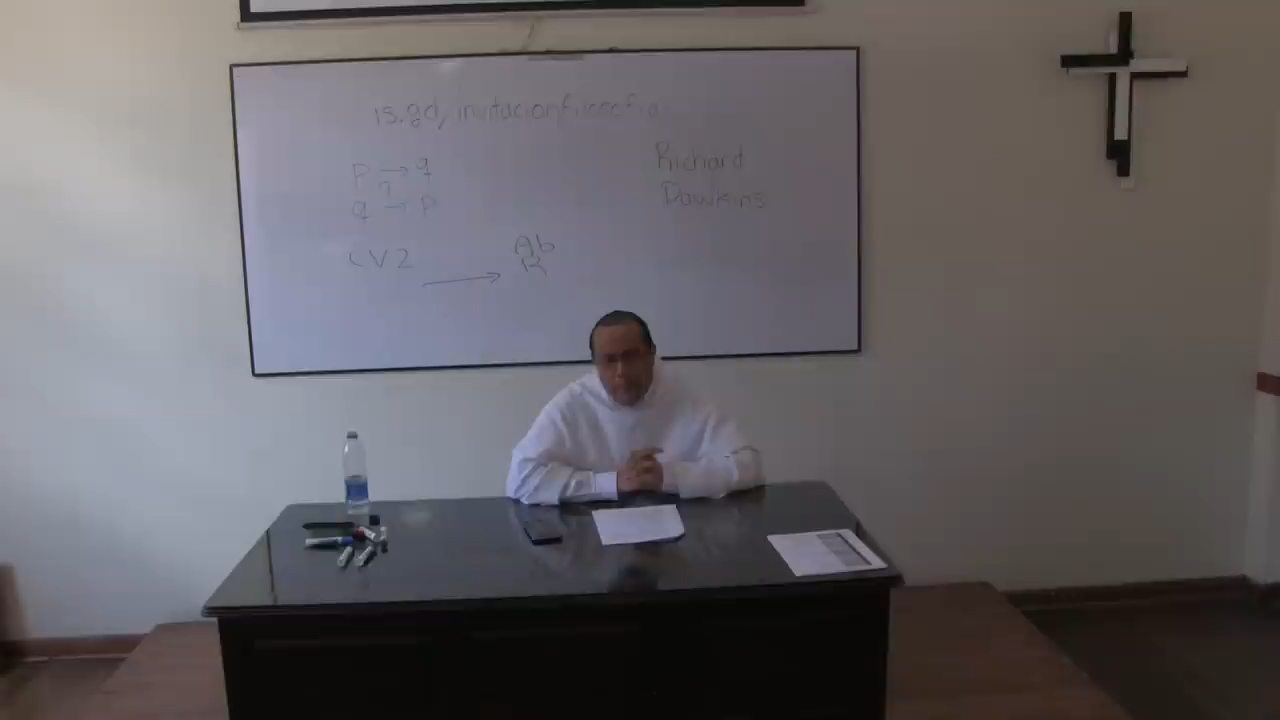 is.gd/invitacionfilosofia
P → q
?
q → P
CV2 → Ab
R
Richard
Dawkins